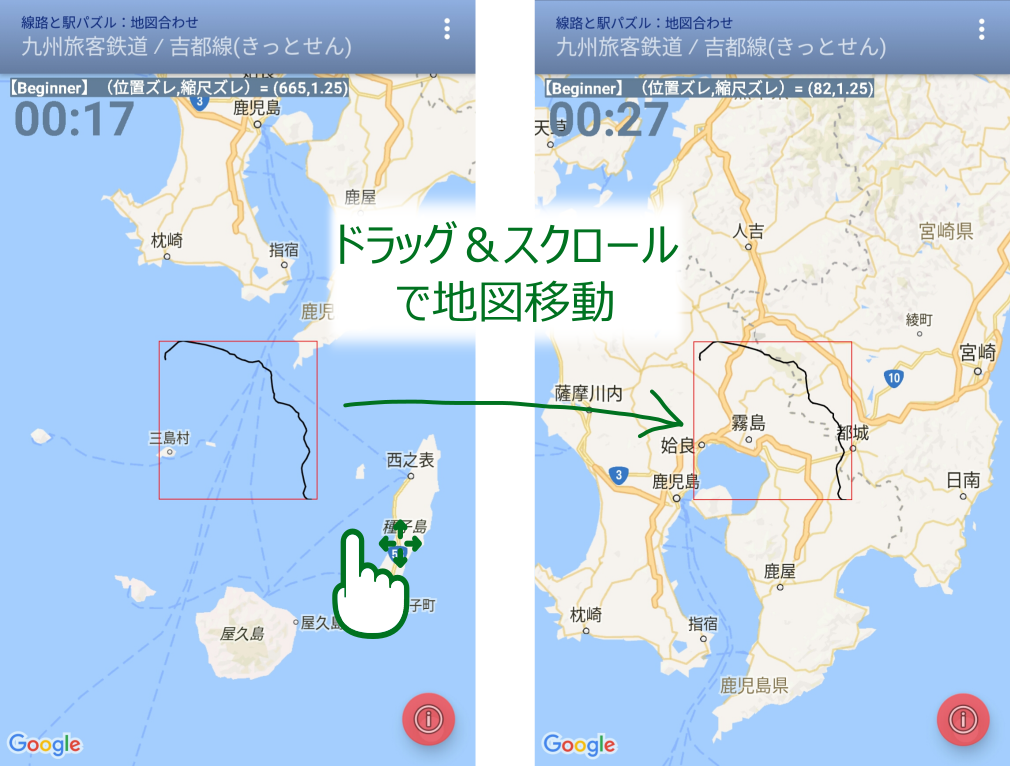 線路と駅パズル：地図合わせ
九州旅客鉄道 / 吉都線(きっとせん)
【Beginner】（位置ズレ,縮尺ズレ）= (665,1.25)
00:17
3
鹿児島
鹿屋
枕崎
指宿
鹿児
三島村
西之表
種子島
5
子町
屋久島
屋久島
Google
ドラッグ＆スクロール
で地図移動
線路と駅パズル：地図合わせ
九州旅客鉄道 / 吉都線(きっとせん)
【Beginner】（位置ズレ,縮尺ズレ）= (82,1.25)
00:27
天草
人吉
宮崎県
綾町
宮崎
10
薩摩川内
霧島
都城
姶良
3
鹿児島
日南
鹿屋
枕崎
指宿
鹿児島県
Google